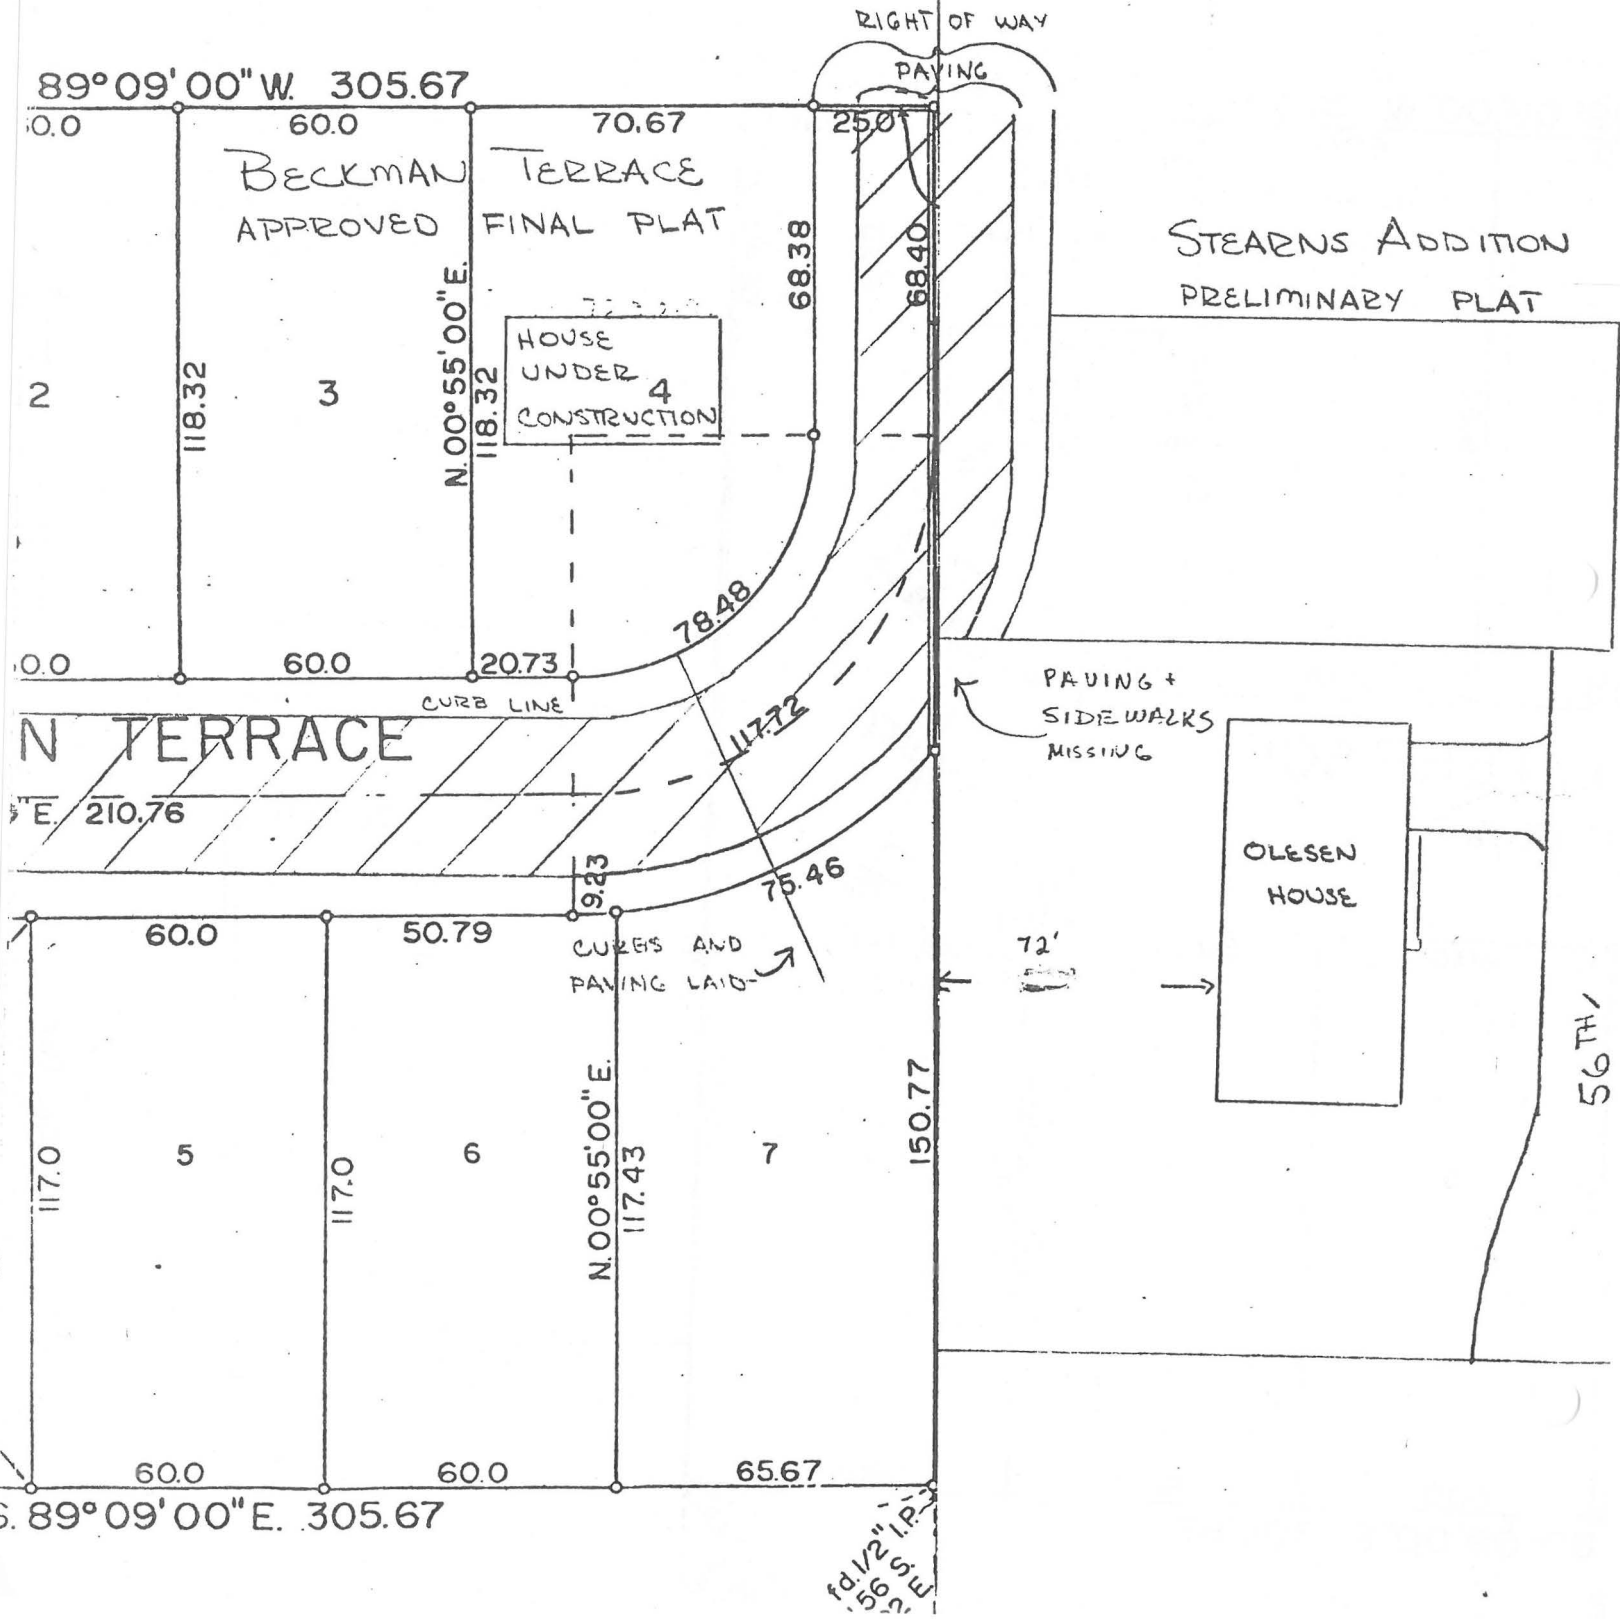 RIGHT OF WAY
PAVING
89°09'00"W. 305.67
60.0
70.67
25.0
BECKMAN TERRACE
APPROVED FINAL PLAT
STEARNS ADDITION
PRELIMINARY PLAT
68.38
68.40
N.00°55'00"E.
118.32
118.32
HOUSE
UNDER
CONSTRUCTION
2
3
4
78.48
0.0
60.0
20.73
CURB LINE
N TERRACE
117.72
PAVING +
SIDEWALKS
MISSING
"E. 210.76
9.23
75.46
OLESEN
HOUSE
60.0
50.79
CURBS AND
PAVING LAID
72'
56TH
150.77
N.00°55'00"E.
117.43
117.0
117.0
5
6
7
60.0
60.0
65.67
S.89°09'00"E. 305.67
fd.1/2" I.P.
.56 S.
E